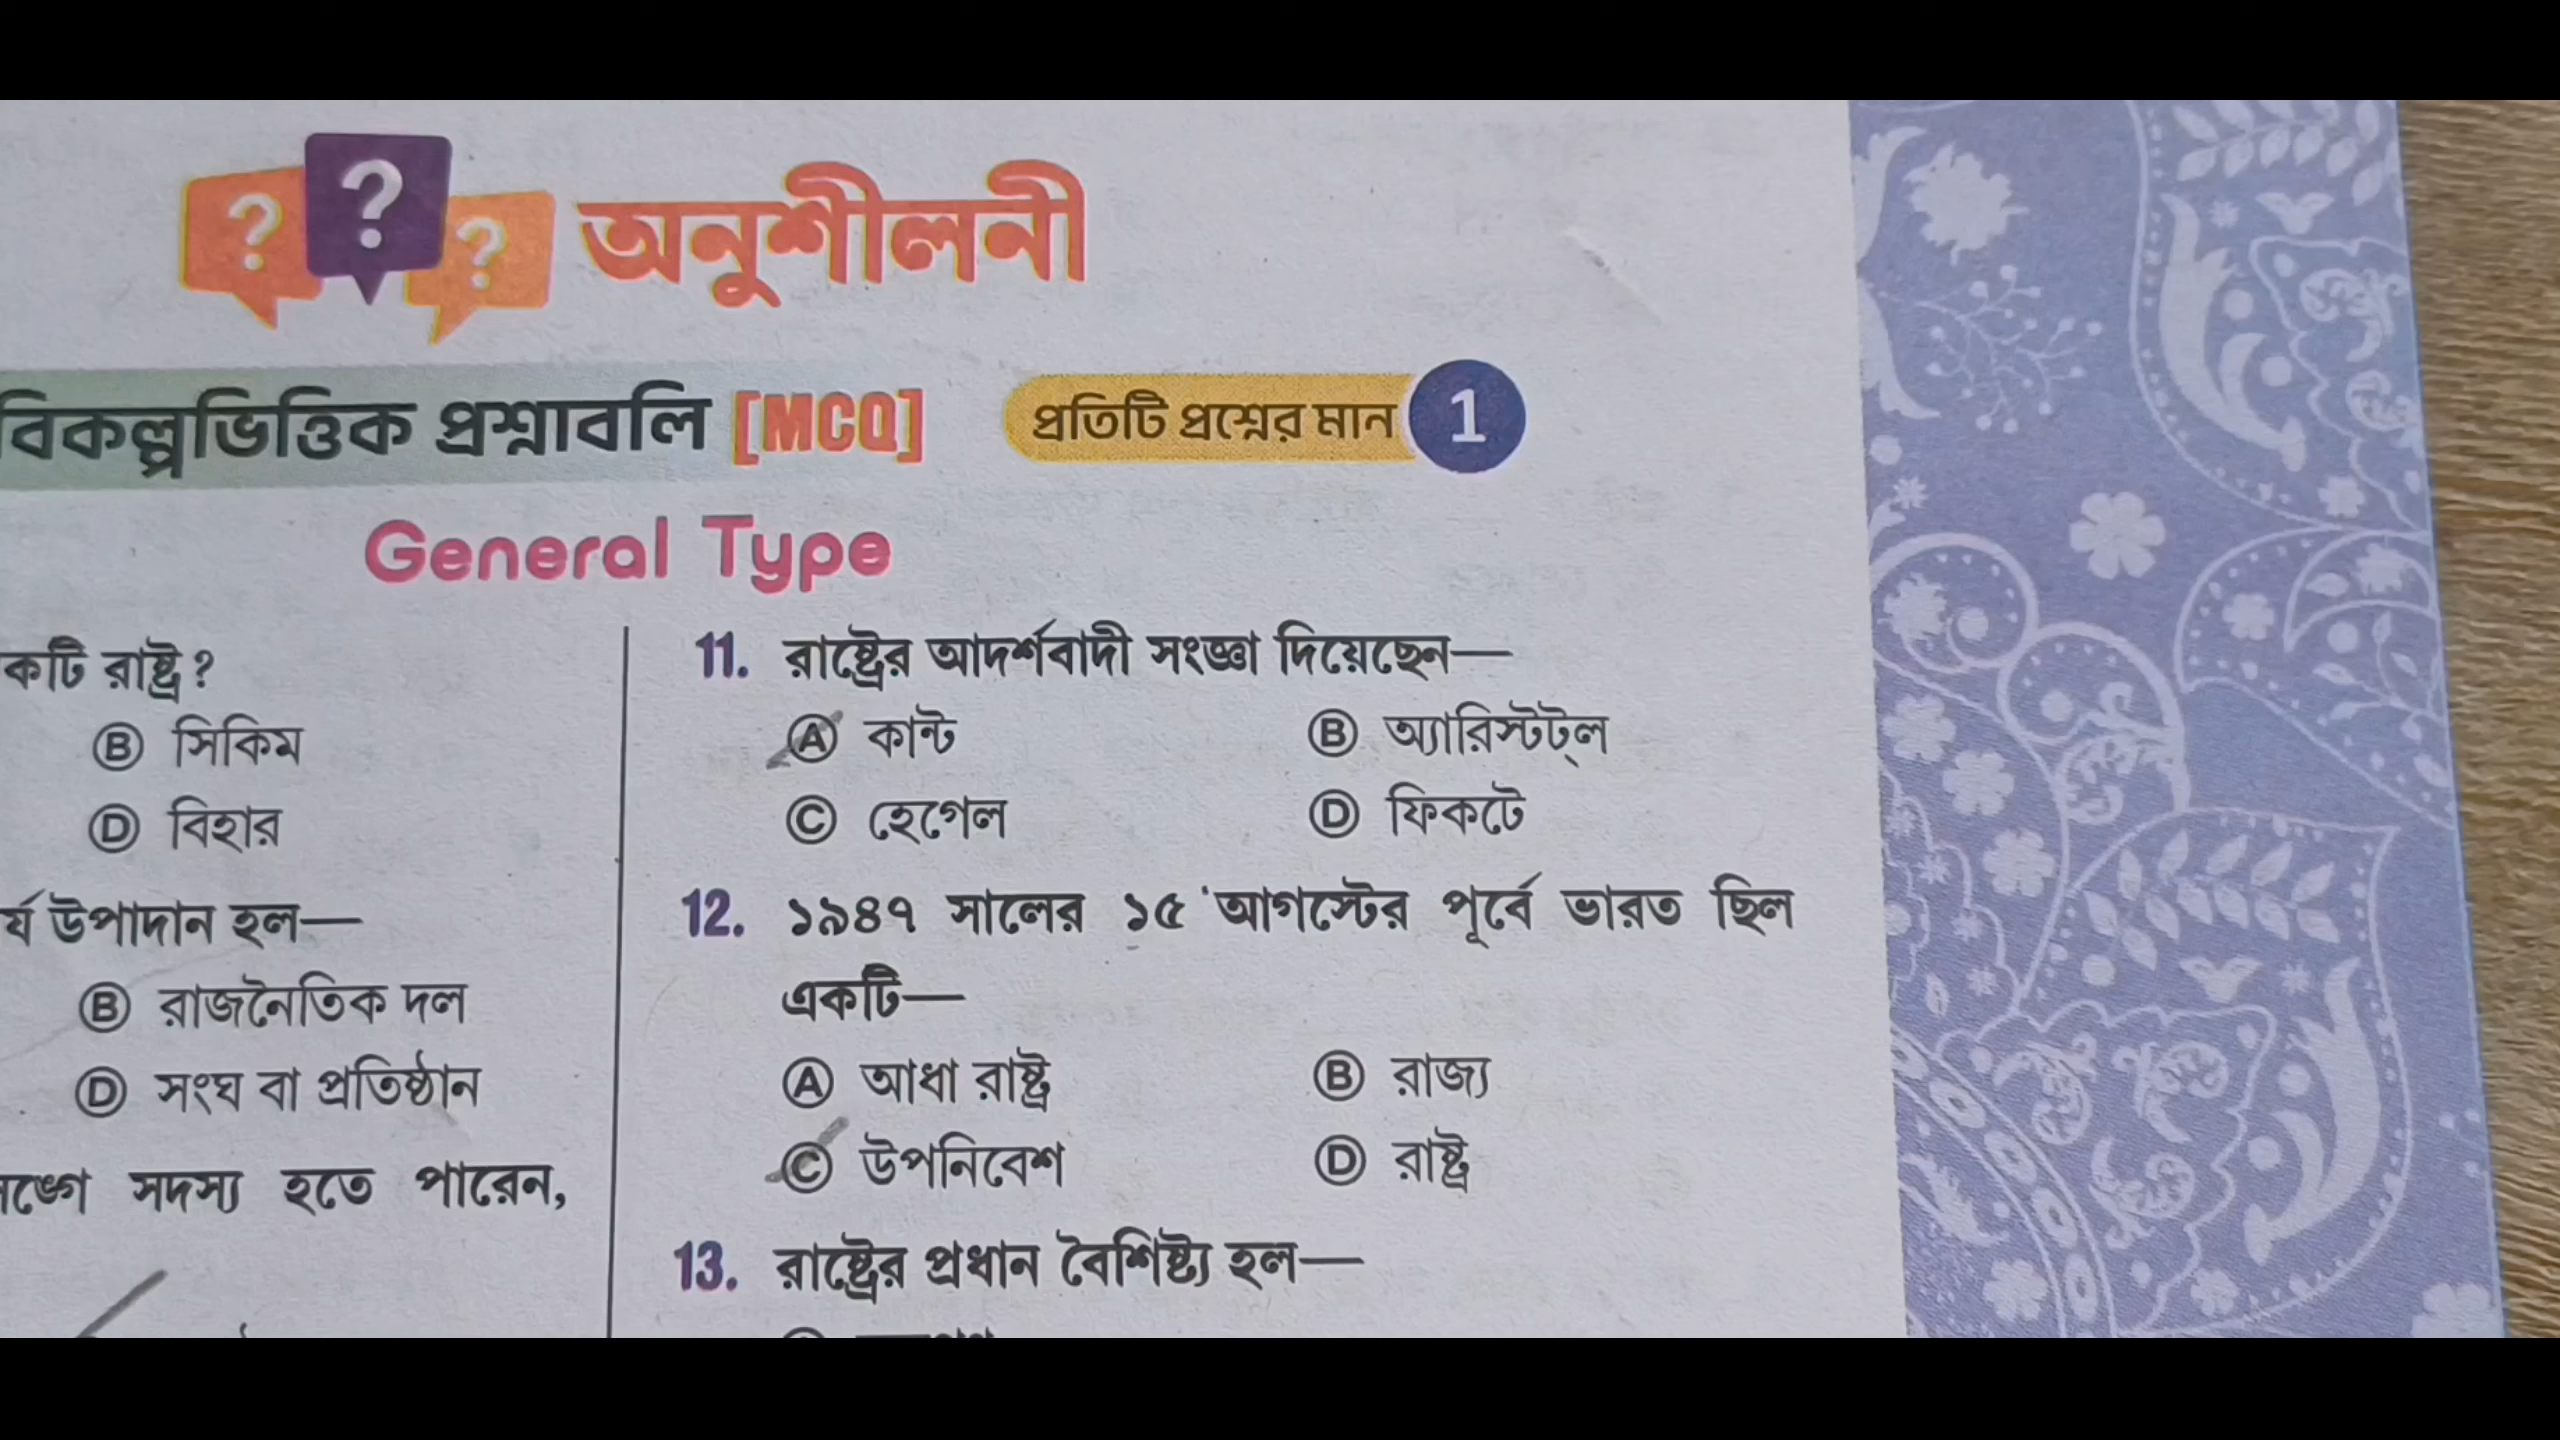 ? ? ? অনুশীলনী
বিকল্পভিত্তিক প্রশ্নাবলি [MCQ] প্রতিটি প্রশ্নের মান 1
General Type
কটি রাষ্ট্র?
Ⓑ সিকিম
Ⓓ বিহার
র্য উপাদান হল—
Ⓑ রাজনৈতিক দল
Ⓓ সংঘ বা প্রতিষ্ঠান
সদস্য হতে পারেন,
11. রাষ্ট্রের আদর্শবাদী সংজ্ঞা দিয়েছেন—
Ⓐ কান্ট Ⓑ অ্যারিস্টট্ল
Ⓒ হেগেল Ⓓ ফিকটে
12. ১৯৪৭ সালের ১৫ আগস্টের পূর্বে ভারত ছিল
একটি—
Ⓐ আধা রাষ্ট্র Ⓑ রাজ্য
Ⓒ উপনিবেশ Ⓓ রাষ্ট্র
13. রাষ্ট্রের প্রধান বৈশিষ্ট্য হল—